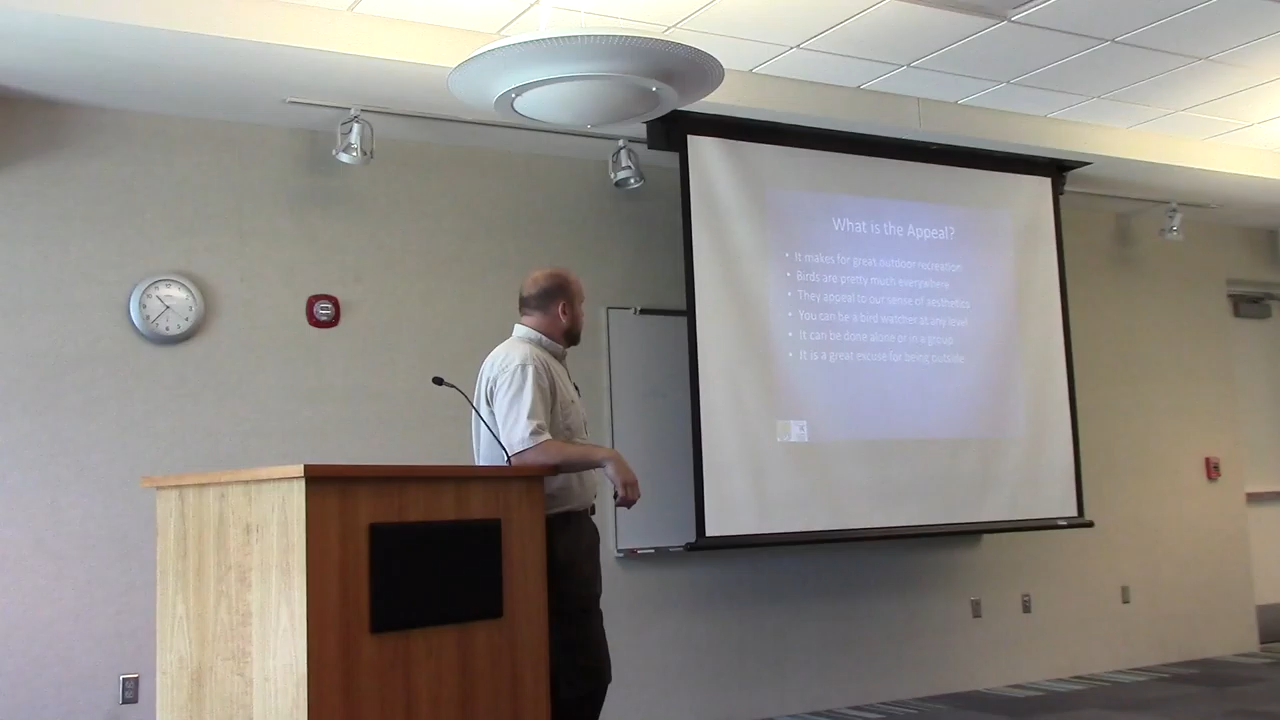 What is the Appeal?
• It makes for great outdoor recreation
• Birds are pretty much everywhere
• They appeal to our sense of aesthetics
• You can be a bird watcher at any level
• It can be done alone or in a group
• It is a great excuse for being outside